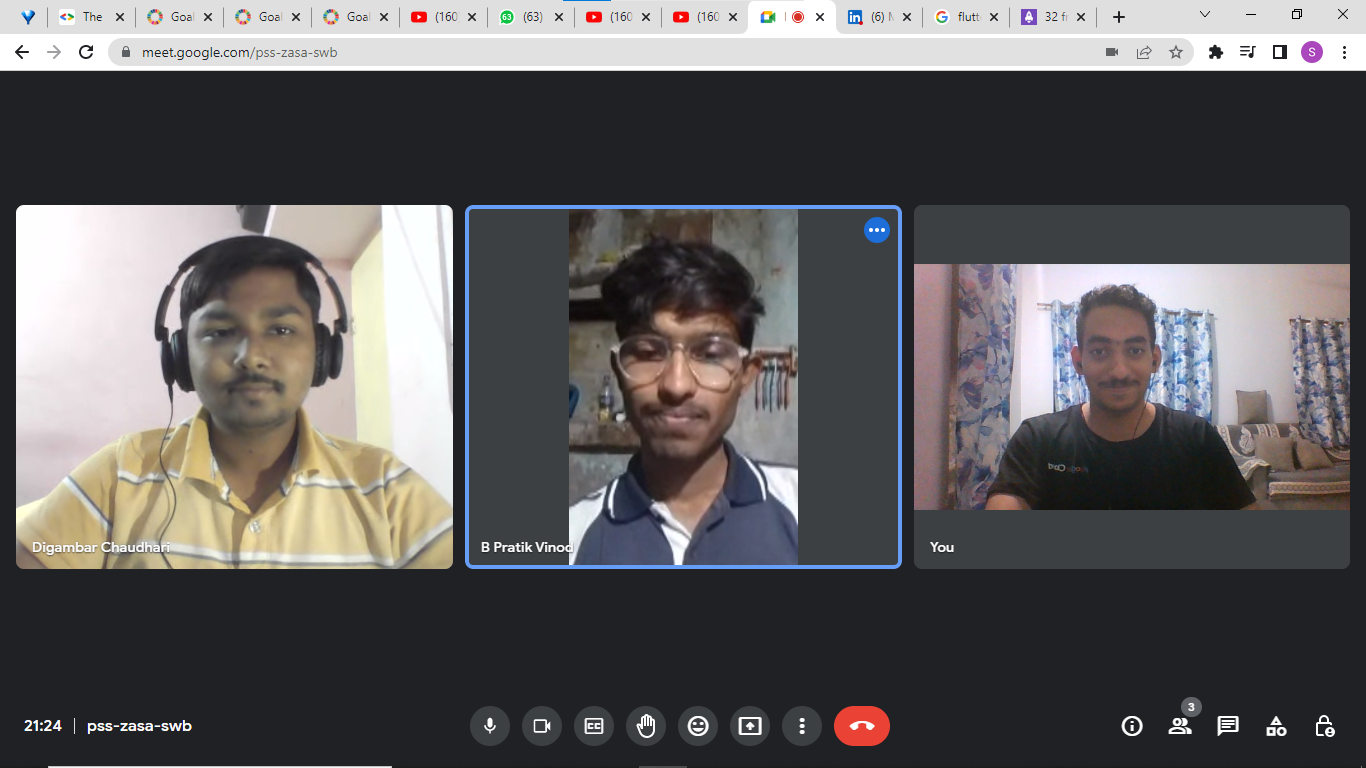 The
Goal
Goal
Goal
(160
(63)
(160
(160
(6)
flutt
32 f
meet.google.com/pss-zasa-swb
S
Digambar Chaudhari
B Pratik Vinod
You
21:24 | pss-zasa-swb
CC
3